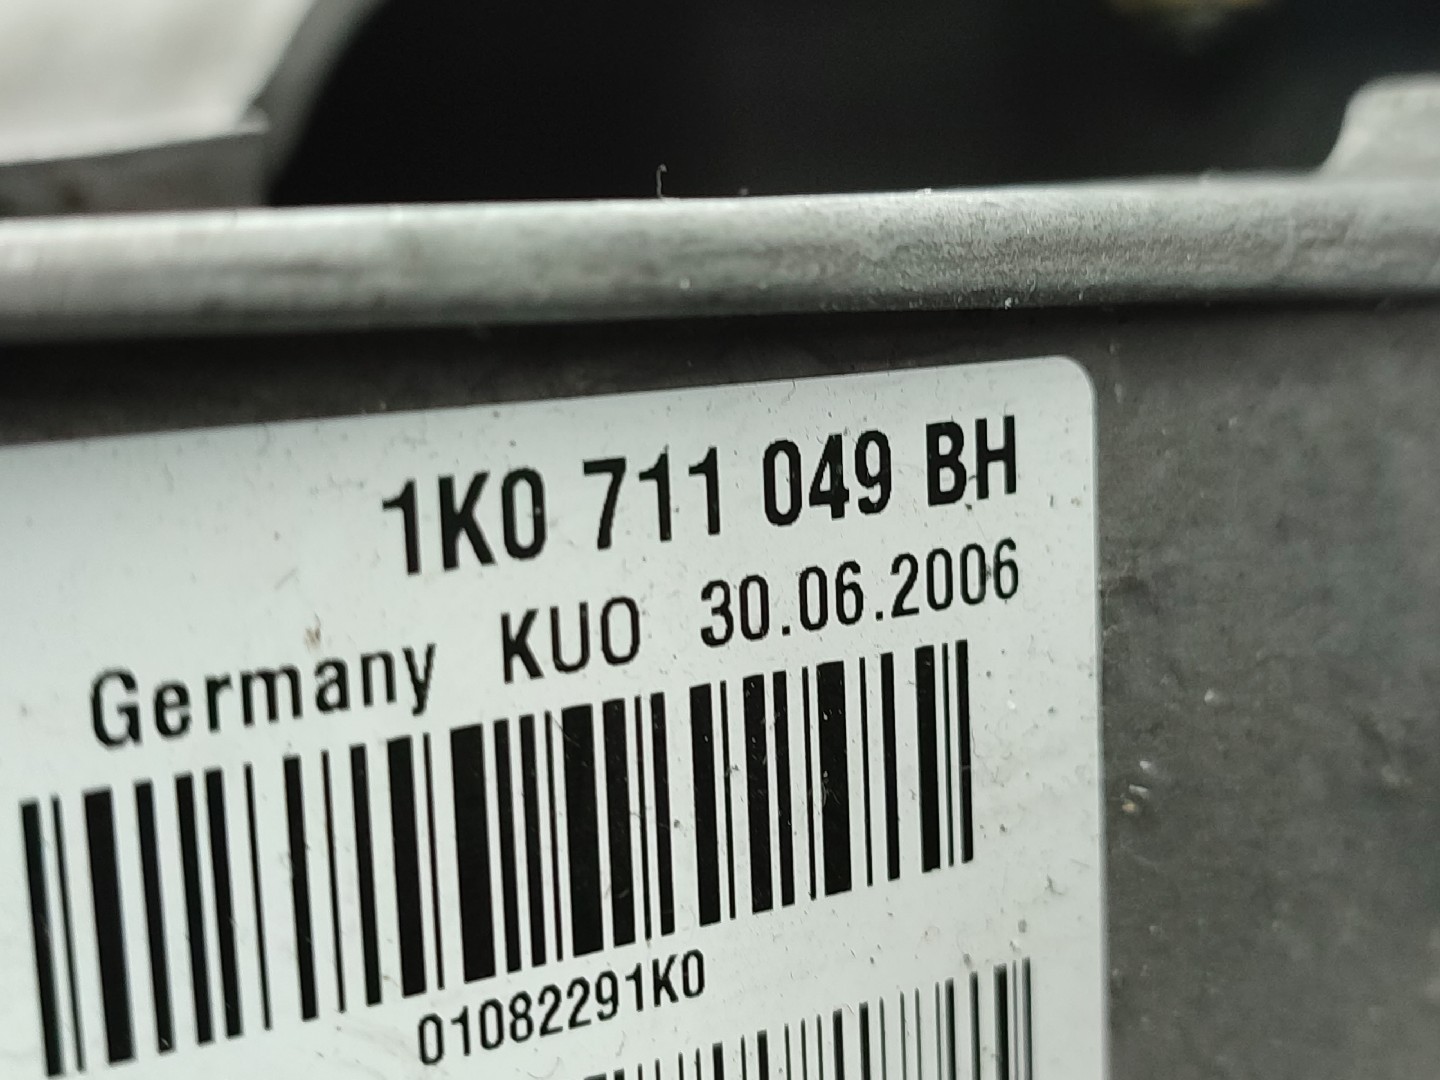 1K0 711 049 BH
Germany KUO 30.06.2006
01082291K0